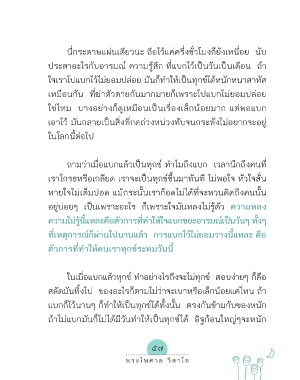 นี่กระดาษแผ่นเดียวนะ ถือไว้แค่ครึ่งชั่วโมงก็ยังเหนื่อย นับ
ประสาอะไรกับอารมณ์ ความรู้สึก ที่แบกไว้เป็นวันเป็นเดือน ถ้า
ใจเราไปแบกไว้ไม่ยอมปล่อย มันก็ทำให้เป็นทุกข์ได้หนักหนาสาหัส
เหมือนกัน ที่ฆ่าตัวตายกันมากมายก็เพราะไปแบกไม่ยอมปล่อย
ใช่ไหม บางอย่างก็ดูเหมือนเป็นเรื่องเล็กน้อยมาก แต่พอแบก
เอาไว้ มันกลายเป็นสิ่งที่กดถ่วงหน่วงทับจนกระทั่งไม่อยากจะอยู่
ในโลกนี้ต่อไป
ถามว่าเมื่อแบกแล้วเป็นทุกข์ ทำไมถึงแบก เวลานึกถึงคนที่
เราโกรธหรือเกลียด เราจะเป็นทุกข์ขึ้นมาทันที ไม่พอใจ หัวใจสั่น
หายใจไม่เต็มปอด แม้กระนั้นเราก็อดไม่ได้ที่จะหวนคิดถึงคนนั้น
อยู่บ่อยๆ เป็นเพราะอะไร ก็เพราะใจมันหลงไม่รู้ตัว ความหลง
ความไม่รู้นี้แหละคือตัวการที่ทำให้ใจแบกขยะอารมณ์เป็นวันๆ ทั้งๆ
ที่เหตุการณ์ก็ผ่านไปนานแล้ว การแบกไว้ไม่ยอมวางนี้แหละ คือ
ตัวการที่ทำให้คนเราทุกข์ระทมวันนี้
ในเมื่อแบกแล้วทุกข์ ทำอย่างไรถึงจะไม่ทุกข์ ตอบง่ายๆ ก็คือ
สลัดมันทิ้งไป ของอะไรก็ตามไม่ว่าจะเบาหรือเล็กน้อยแค่ไหน ถ้า
แบกก็ไว้นานๆ ก็ทำให้เป็นทุกข์ได้ทั้งนั้น ตรงกันข้ามกับของหนัก
ถ้าไม่แบกมันก็ไม่ได้มีวันทำให้เป็นทุกข์ได้ อิฐก้อนใหญ่ๆจะหนัก
๕๗
พระไพศาล วิสาโล